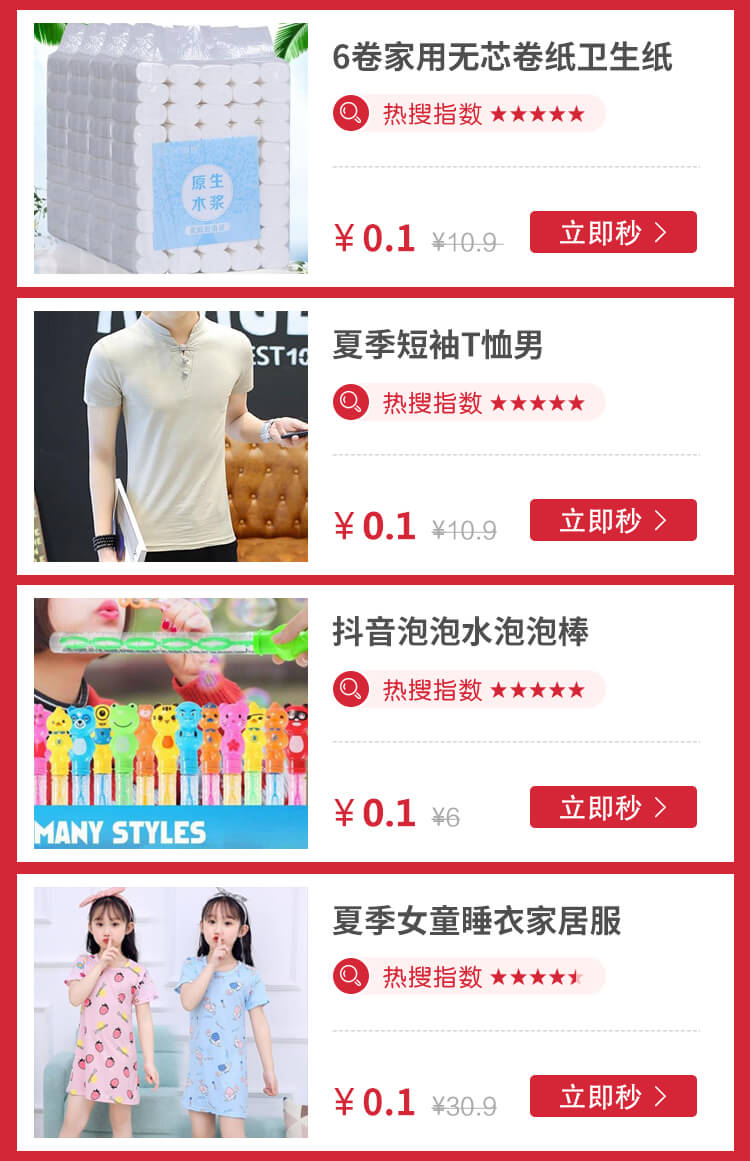 原生
木浆
6卷家用无芯卷纸卫生纸
热搜指数 ★★★★★
¥0.1 ¥10.9 立即秒 >
EST10
夏季短袖T恤男
热搜指数 ★★★★★
¥0.1 ¥10.9 立即秒 >
抖音泡泡水泡泡棒
热搜指数 ★★★★★
¥0.1 ¥6 立即秒 >
MANY STYLES
夏季女童睡衣家居服
热搜指数 ★★★★★
¥0.1 ¥30.9 立即秒 >